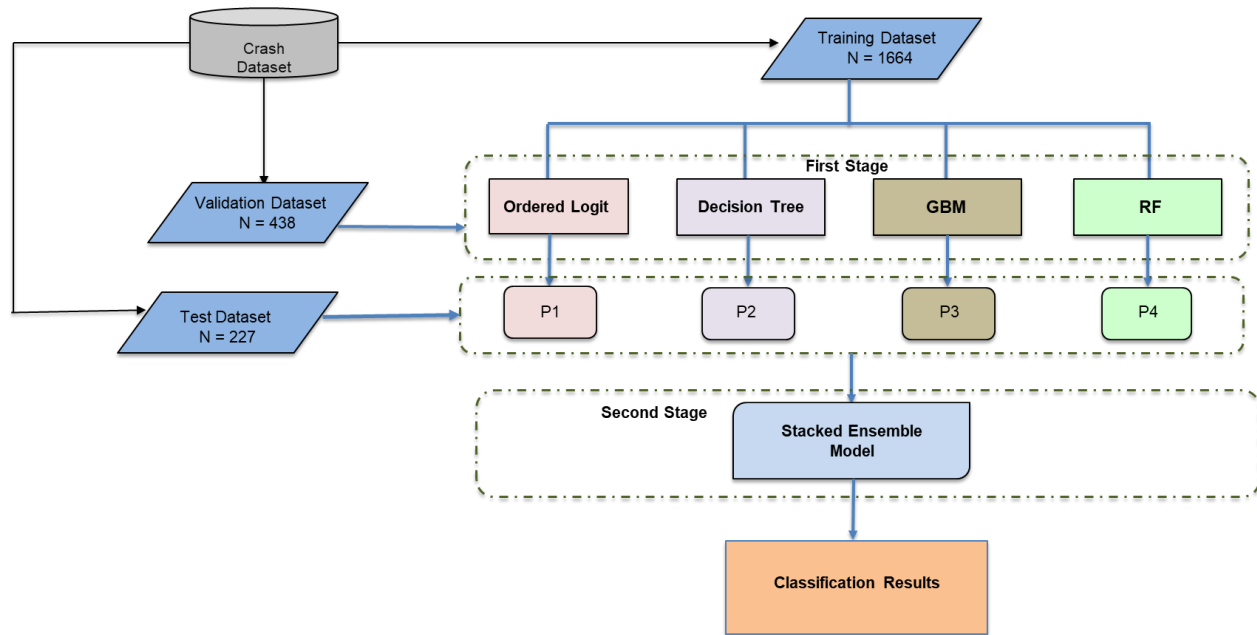 Crash
Dataset
Training Dataset
N = 1664
First Stage
Validation Dataset
N = 438
Ordered Logit
Decision Tree
GBM
RF
Test Dataset
N = 227
P1
P2
P3
P4
Second Stage
Stacked Ensemble
Model
Classification Results